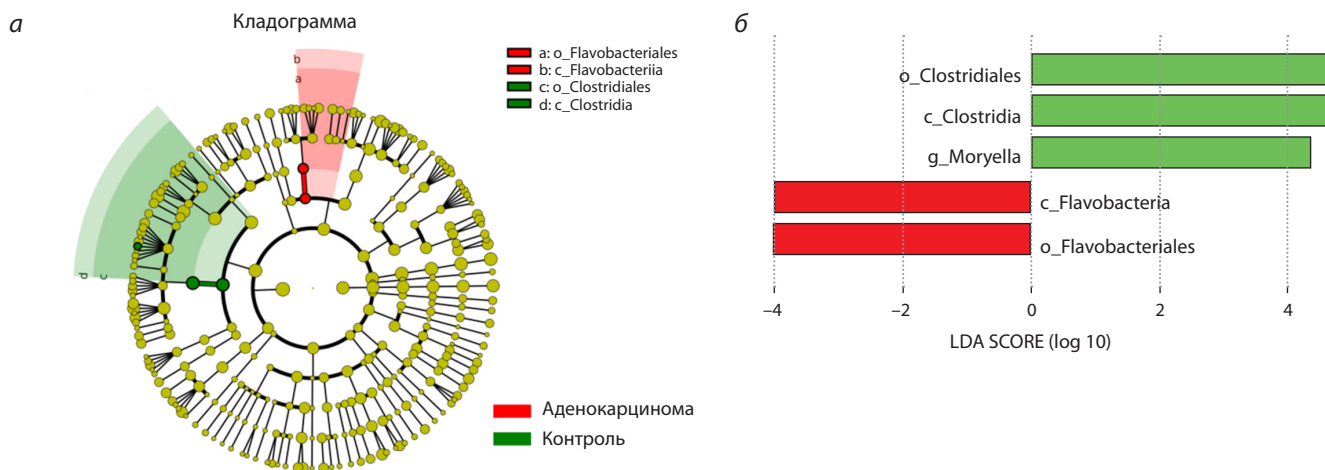 а
Кладограмма
b
a
d
c
a: o_Flavobacteriales
b: c_Flavobacteriia
c: o_Clostridiales
d: c_Clostridia
Аденокарцинома
Контроль
б
o_Clostridiales
c_Clostridia
g_Moryella
c_Flavobacteria
o_Flavobacteriales
–4 –2 0 2 4
LDA SCORE (log 10)